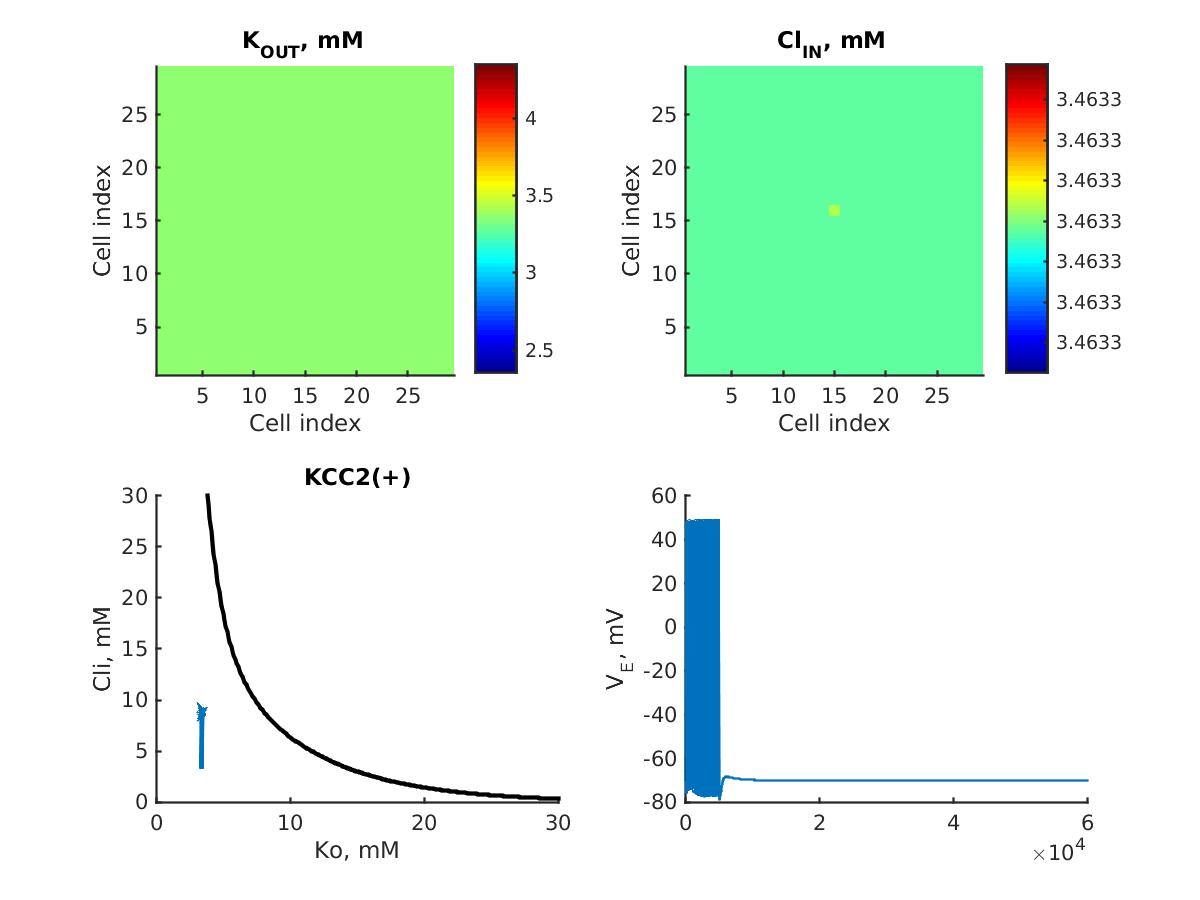 K_OUT, mM
Cl_IN, mM
Cell index
25
20
15
10
5
5 10 15 20 25
Cell index
4
3.5
3
2.5
Cell index
25
20
15
10
5
5 10 15 20 25
Cell index
3.4633
3.4633
3.4633
3.4633
3.4633
3.4633
3.4633
KCC2(+)
Cli, mM
30
25
20
15
10
5
0
0 10 20 30
Ko, mM
V_E, mV
60
40
20
0
-20
-40
-60
-80
0 2 4 6
×10^4